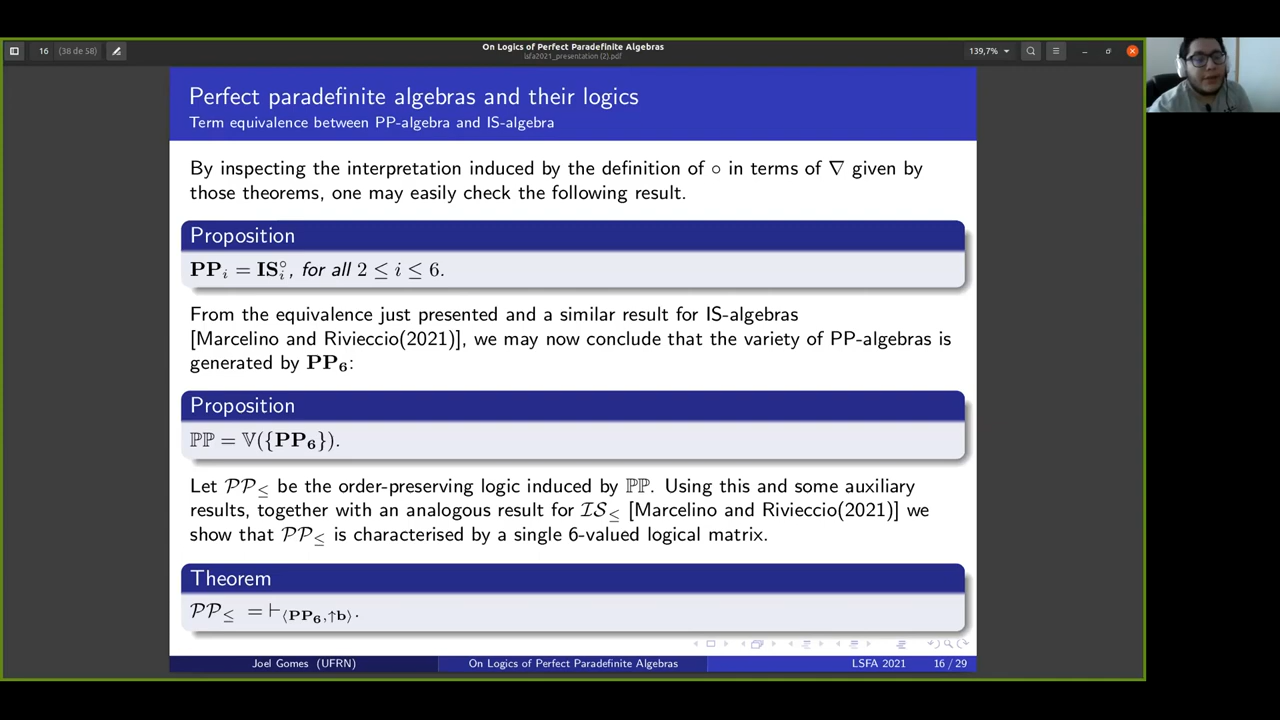 On Logics of Perfect Paradefinite Algebras
lsfa2021_presentation (2).pdf
16 (38 de 58)
139,7%
Perfect paradefinite algebras and their logics
Term equivalence between PP-algebra and IS-algebra
By inspecting the interpretation induced by the definition of ∘ in terms of ∇ given by
those theorems, one may easily check the following result.
Proposition
PP_i = IS_i^∘, for all 2 ≤ i ≤ 6.
From the equivalence just presented and a similar result for IS-algebras
[Marcelino and Rivieccio(2021)], we may now conclude that the variety of PP-algebras is
generated by PP₆:
Proposition
ℙℙ = 𝕍({PP₆}).
Let 𝒫𝒫≤ be the order-preserving logic induced by ℙℙ. Using this and some auxiliary
results, together with an analogous result for ℐ𝒮≤ [Marcelino and Rivieccio(2021)] we
show that 𝒫𝒫≤ is characterised by a single 6-valued logical matrix.
Theorem
𝒫𝒫≤ = ⊢⟨PP₆,↑b⟩.
Joel Gomes (UFRN) On Logics of Perfect Paradefinite Algebras LSFA 2021 16 / 29